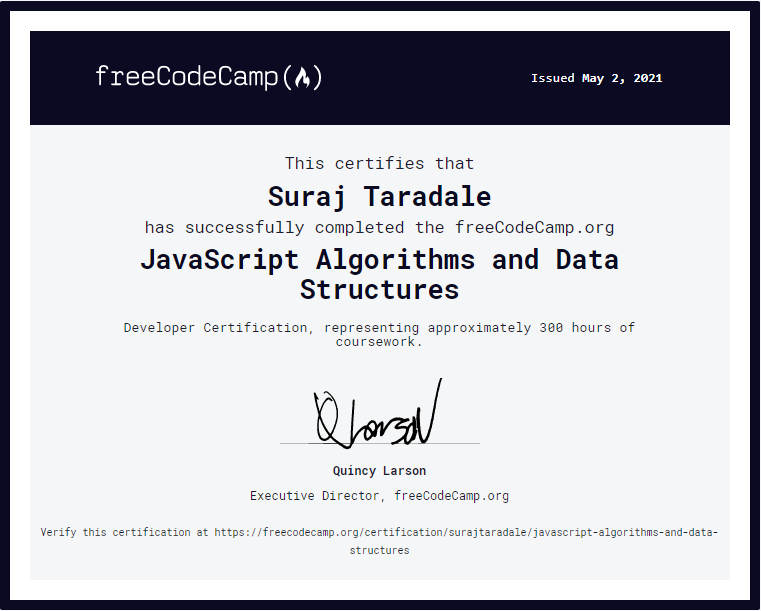 freeCodeCamp
Issued May 2, 2021
This certifies that
Suraj Taradale
has successfully completed the freeCodeCamp.org
JavaScript Algorithms and Data
Structures
Developer Certification, representing approximately 300 hours of
coursework.
Q Larson
Quincy Larson
Executive Director, freeCodeCamp.org
Verify this certification at https://freecodecamp.org/certification/surajtaradale/javascript-algorithms-and-data-
structures